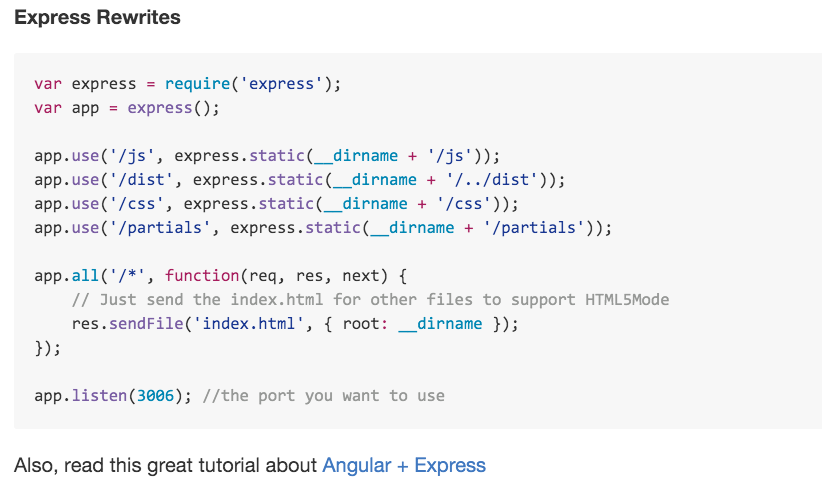 Express Rewrites
var express = require('express');
var app = express();
app.use('/js', express.static(__dirname + '/js'));
app.use('/dist', express.static(__dirname + '/../dist'));
app.use('/css', express.static(__dirname + '/css'));
app.use('/partials', express.static(__dirname + '/partials'));
app.all('/*', function(req, res, next) {
    // Just send the index.html for other files to support HTML5Mode
    res.sendFile('index.html', { root: __dirname });
});
app.listen(3006); //the port you want to use
Also, read this great tutorial about Angular + Express